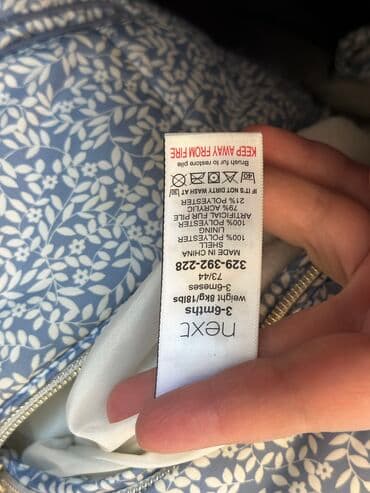 next
3-6mths
Weight 8kg/18lbs
3-6meses
73/44
329-392-228
MADE IN CHINA
SHELL
100% POLYESTER
LINING
100% POLYESTER
ARTIFICIAL FUR PILE
79% ACRYLIC
21% POLYESTER
IF IT'S NOT DIRTY WASH AT
40
Brush fur to restore pile
KEEP AWAY FROM FIRE